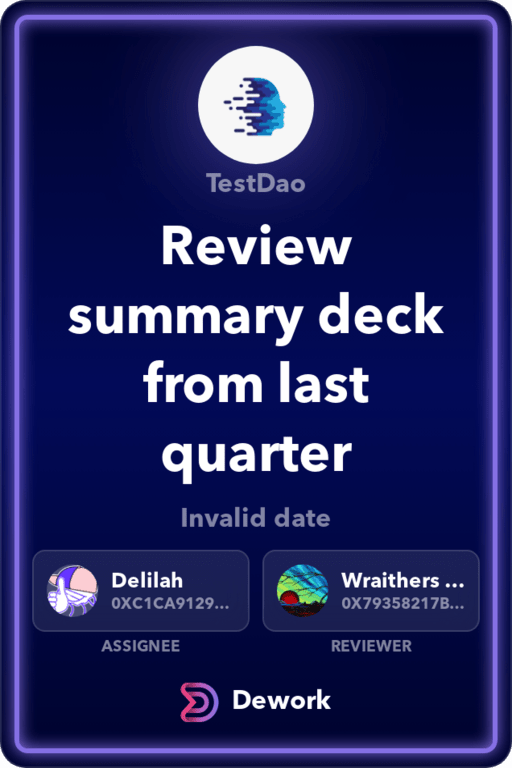 TestDao
Review
summary deck
from last
quarter
Invalid date
Delilah
0XC1CA9129...
ASSIGNEE
Wraithers ...
0X79358217B...
REVIEWER
Dework